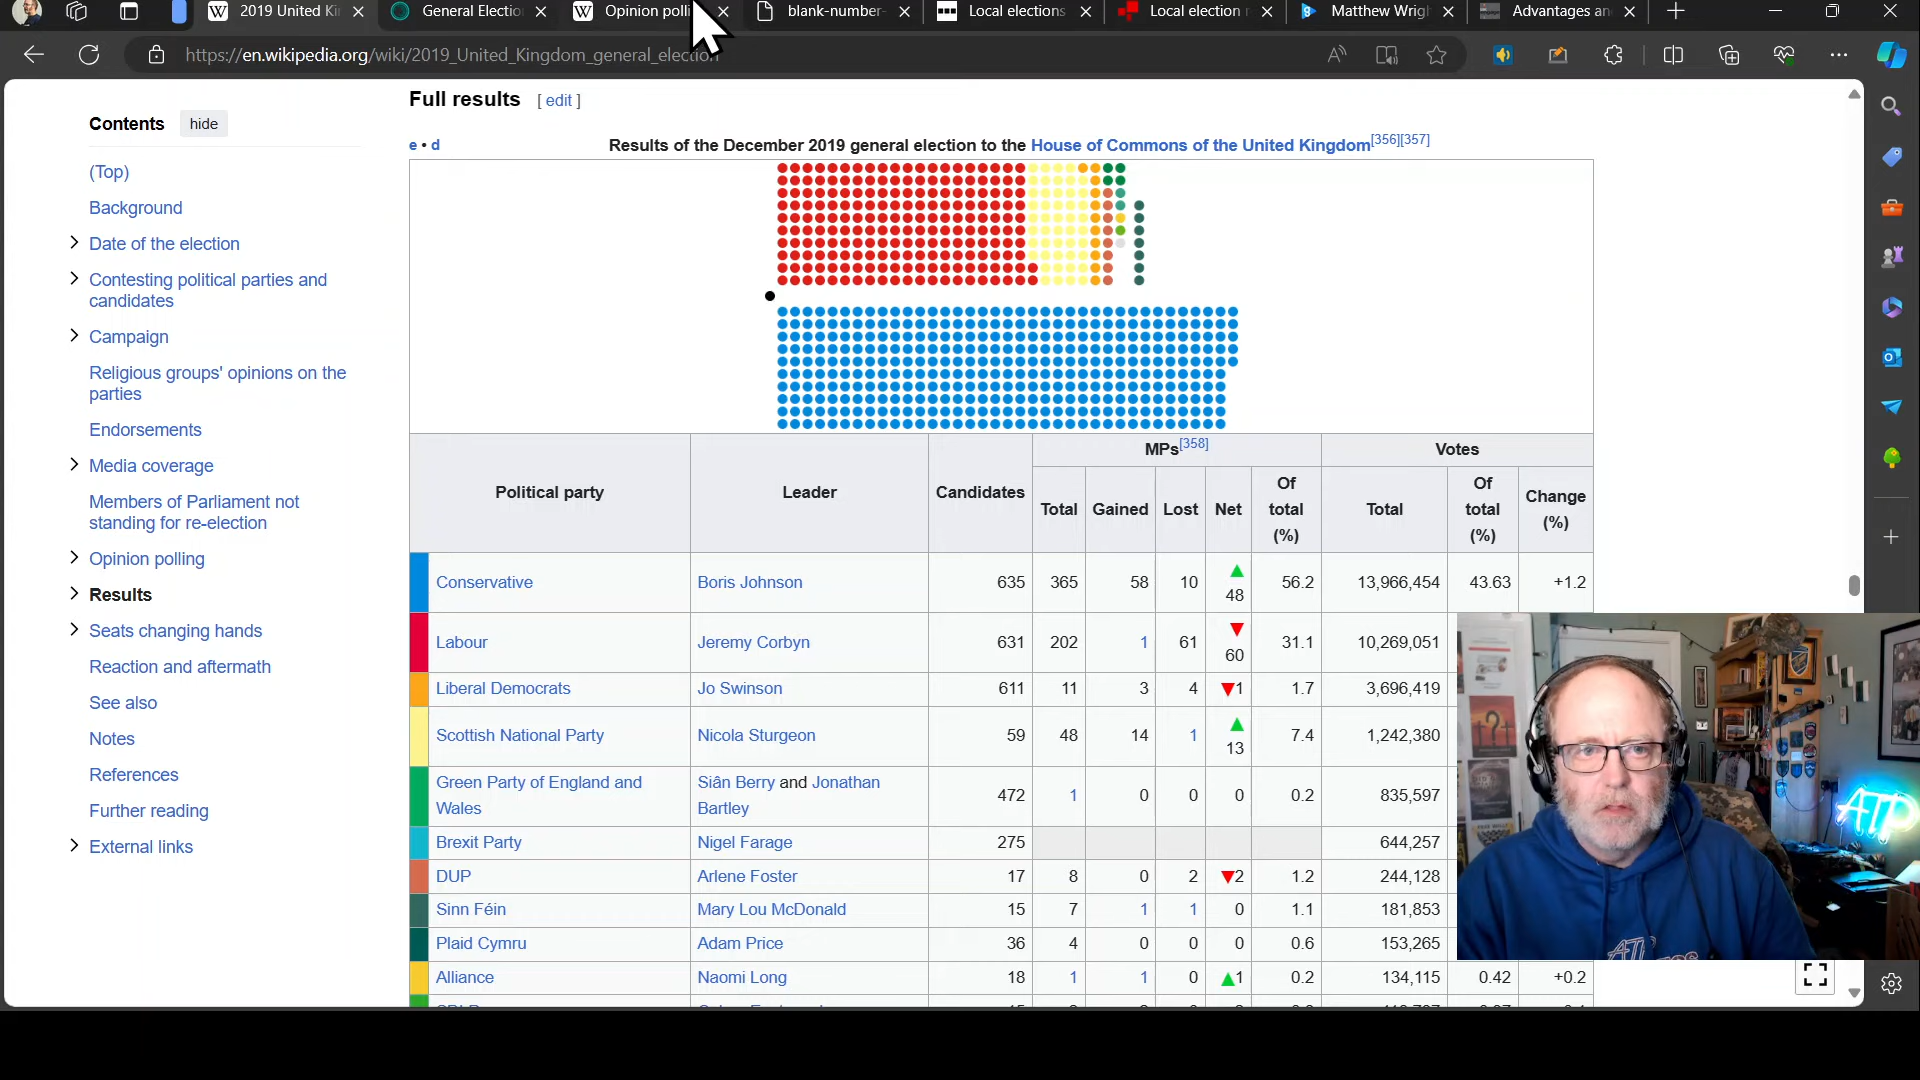 2019 United Ki
General Electio
Opinion polli
blank-number-
Local elections
Local election r
Matthew Wrigh
Advantages an
https://en.wikipedia.org/wiki/2019_United_Kingdom_general_election
Contents hide
(Top)
Background
Date of the election
Contesting political parties and
candidates
Campaign
Religious groups' opinions on the
parties
Endorsements
Media coverage
Members of Parliament not
standing for re-election
Opinion polling
Results
Seats changing hands
Reaction and aftermath
See also
Notes
References
Further reading
External links
Full results [ edit ]
e • d
Results of the December 2019 general election to the House of Commons of the United Kingdom[356][357]
Political party Leader Candidates MPs[358] Votes
Total Gained Lost Net Of total (%) Total Of total (%) Change (%)
Conservative Boris Johnson 635 365 58 10 ▲ 48 56.2 13,966,454 43.63 +1.2
Labour Jeremy Corbyn 631 202 1 61 ▼ 60 31.1 10,269,051
Liberal Democrats Jo Swinson 611 11 3 4 ▼1 1.7 3,696,419
Scottish National Party Nicola Sturgeon 59 48 14 1 ▲ 13 7.4 1,242,380
Green Party of England and Wales Siân Berry and Jonathan Bartley 472 1 0 0 0 0.2 835,597
Brexit Party Nigel Farage 275 644,257
DUP Arlene Foster 17 8 0 2 ▼2 1.2 244,128
Sinn Féin Mary Lou McDonald 15 7 1 1 0 1.1 181,853
Plaid Cymru Adam Price 36 4 0 0 0 0.6 153,265
Alliance Naomi Long 18 1 1 0 ▲1 0.2 134,115 0.42 +0.2
ATP